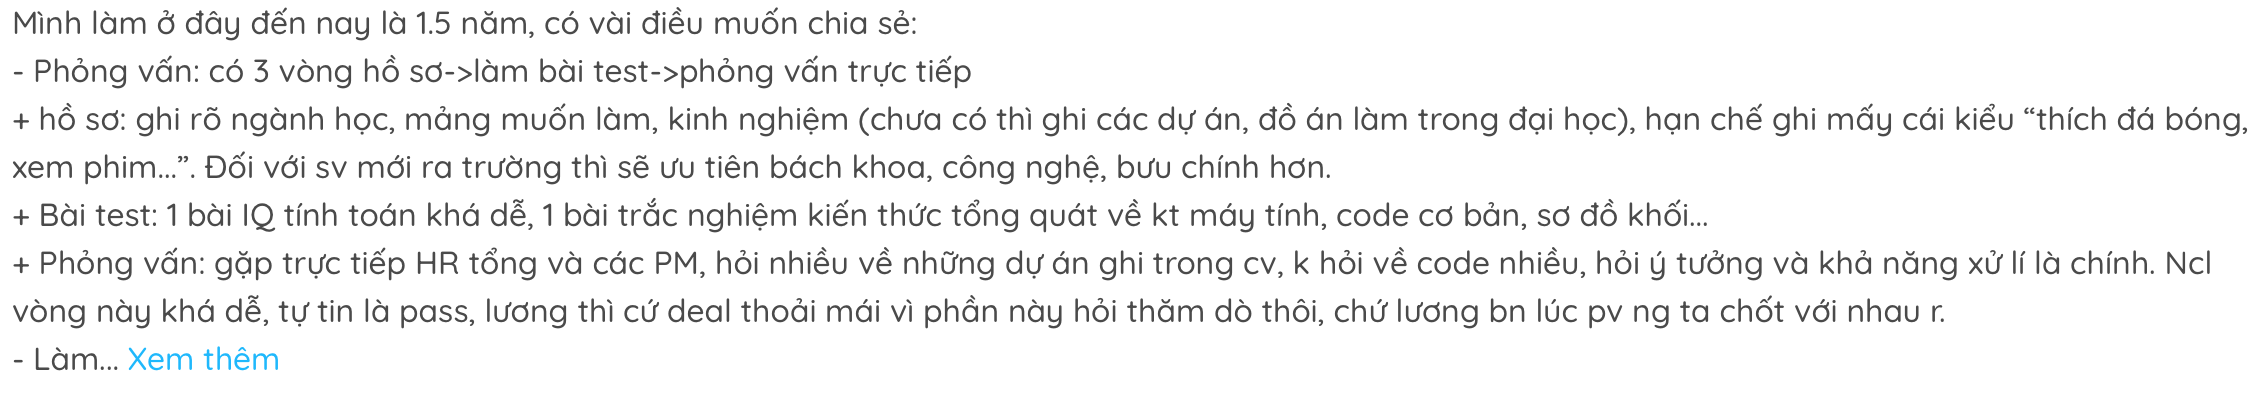 Mình làm ở đây đến nay là 1.5 năm, có vài điều muốn chia sẻ:
- Phỏng vấn: có 3 vòng hồ sơ->làm bài test->phỏng vấn trực tiếp
+ hồ sơ: ghi rõ ngành học, mảng muốn làm, kinh nghiệm (chưa có thì ghi các dự án, đồ án làm trong đại học), hạn chế ghi mấy cái kiểu “thích đá bóng,
xem phim...”. Đối với sv mới ra trường thì sẽ ưu tiên bách khoa, công nghệ, bưu chính hơn.
+ Bài test: 1 bài IQ tính toán khá dễ, 1 bài trắc nghiệm kiến thức tổng quát về kt máy tính, code cơ bản, sơ đồ khối...
+ Phỏng vấn: gặp trực tiếp HR tổng và các PM, hỏi nhiều về những dự án ghi trong cv, k hỏi về code nhiều, hỏi ý tưởng và khả năng xử lí là chính. Ncl
vòng này khá dễ, tự tin là pass, lương thì cứ deal thoải mái vì phần này hỏi thăm dò thôi, chứ lương bn lúc pv ng ta chốt với nhau r.
- Làm... Xem thêm